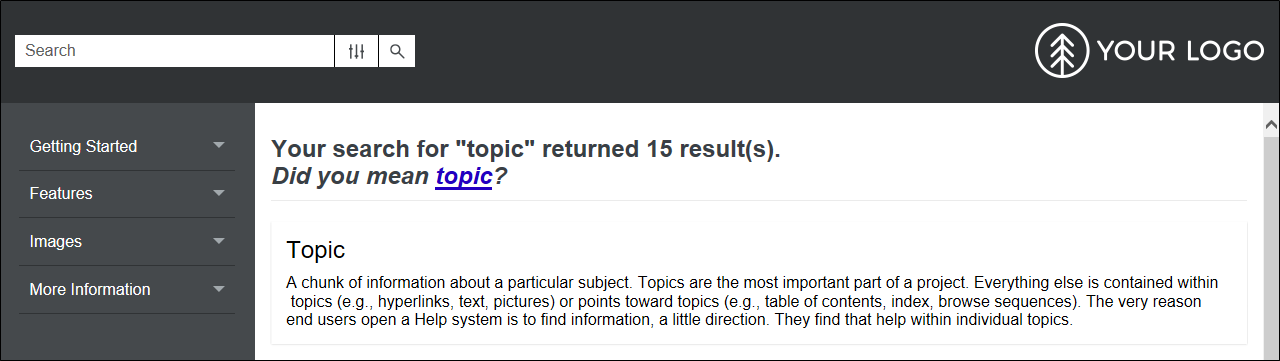 Search
YOUR LOGO
Getting Started
Features
Images
More Information
Your search for "topic" returned 15 result(s).
Did you mean topic?
Topic
A chunk of information about a particular subject. Topics are the most important part of a project. Everything else is contained within
topics (e.g., hyperlinks, text, pictures) or points toward topics (e.g., table of contents, index, browse sequences). The very reason
end users open a Help system is to find information, a little direction. They find that help within individual topics.